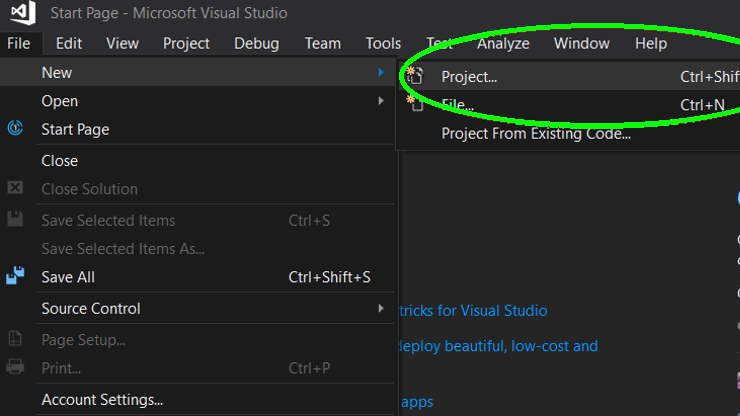 Start Page - Microsoft Visual Studio
File Edit View Project Debug Team Tools Test Analyze Window Help
New
Project... Ctrl+Shif
Open
File... Ctrl+N
Start Page
Project From Existing Code...
Close
Close Solution
Save Selected Items Ctrl+S
Save Selected Items As...
Save All Ctrl+Shift+S
Source Control
tricks for Visual Studio
Page Setup...
deploy beautiful, low-cost and
Print... Ctrl+P
Account Settings...
apps